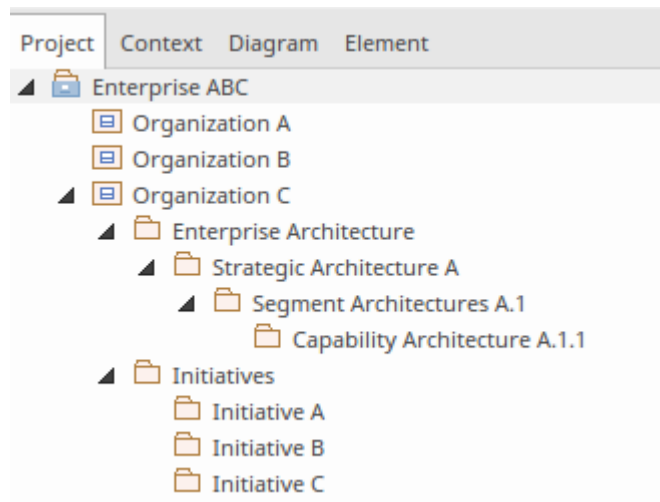 Project Context Diagram Element
Enterprise ABC
Organization A
Organization B
Organization C
Enterprise Architecture
Strategic Architecture A
Segment Architectures A.1
Capability Architecture A.1.1
Initiatives
Initiative A
Initiative B
Initiative C